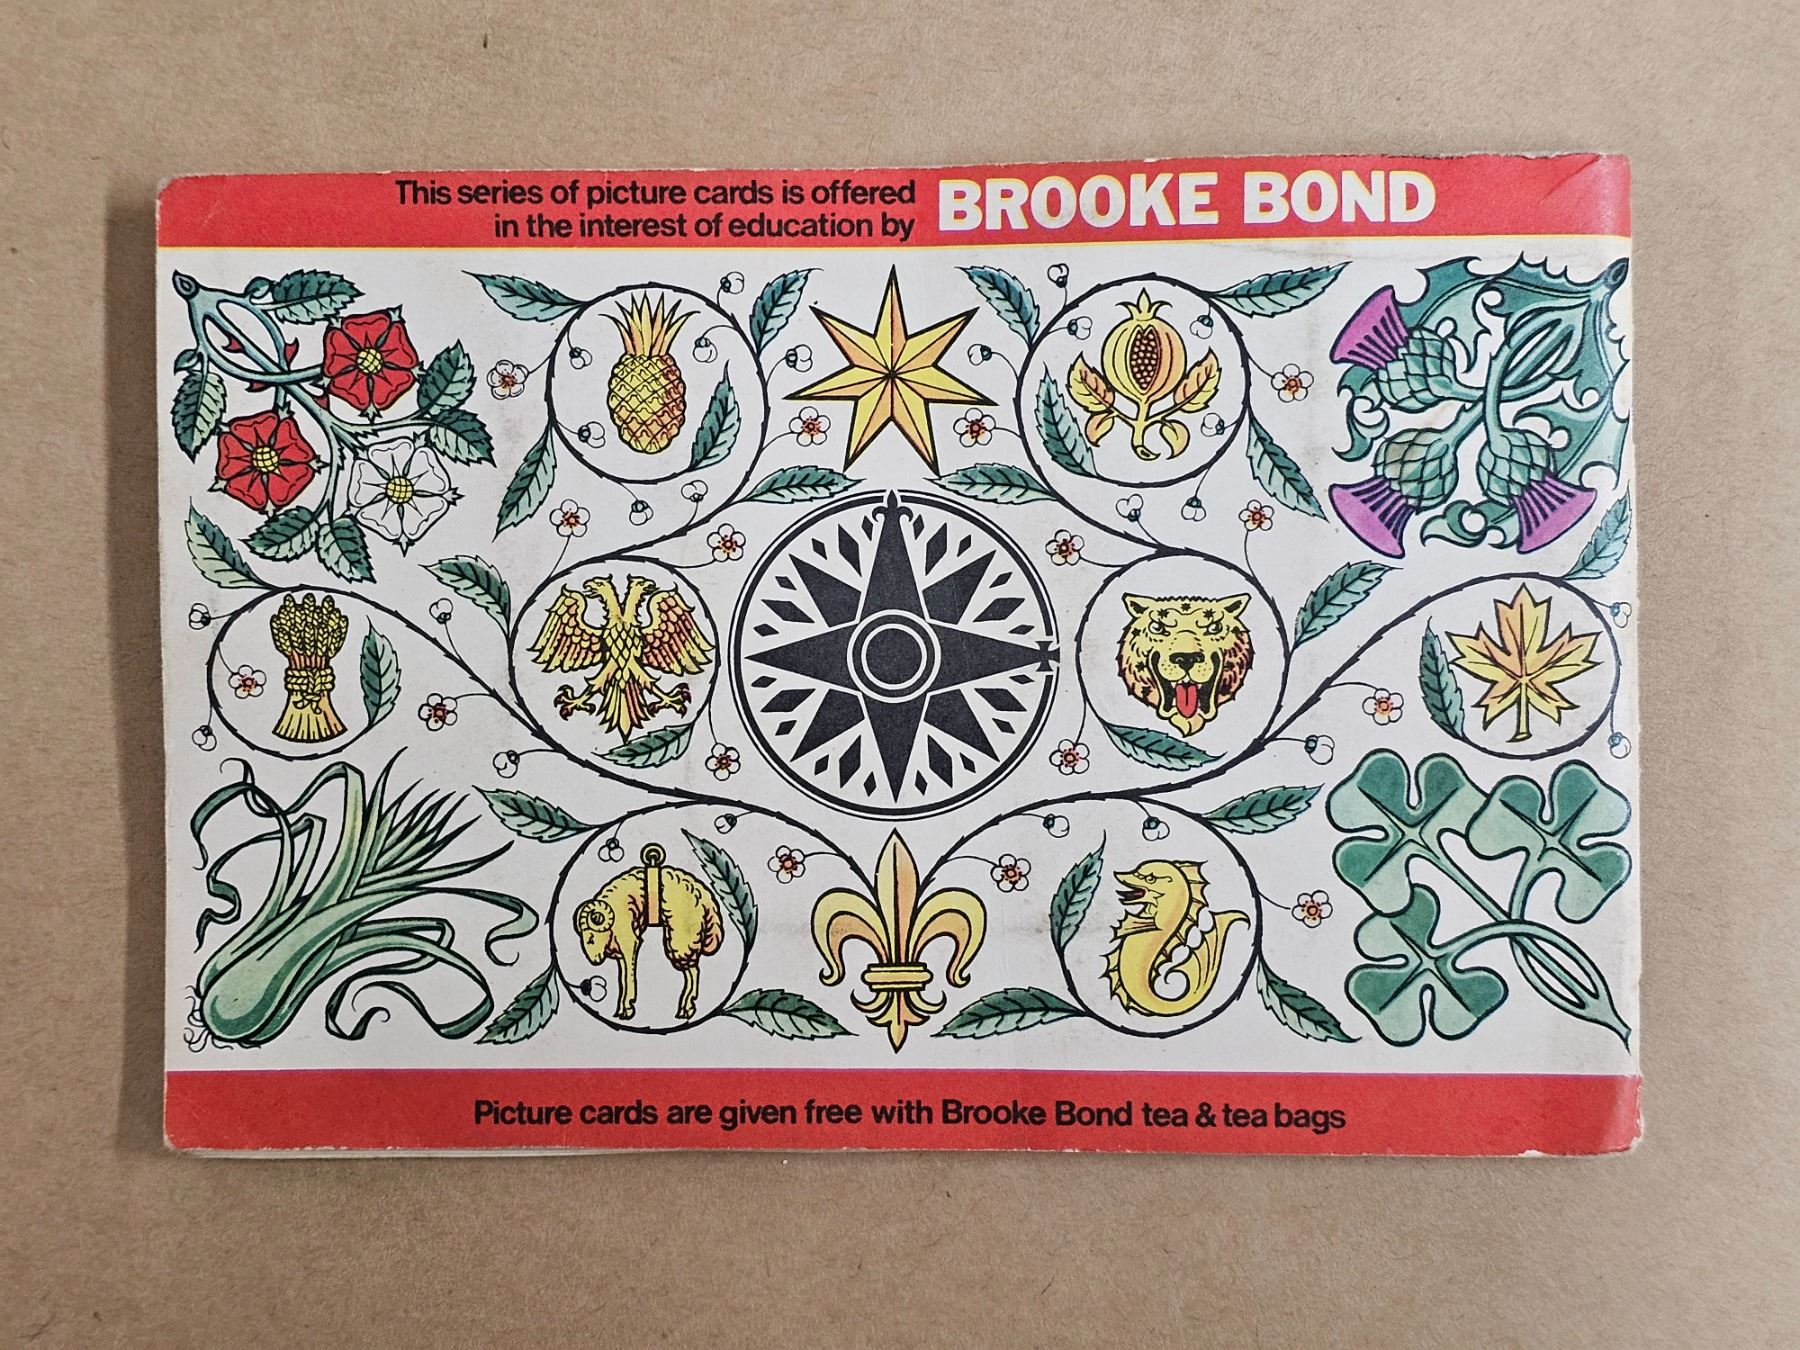 This series of picture cards is offered
in the interest of education by
BROOKE BOND
Picture cards are given free with Brooke Bond tea & tea bags